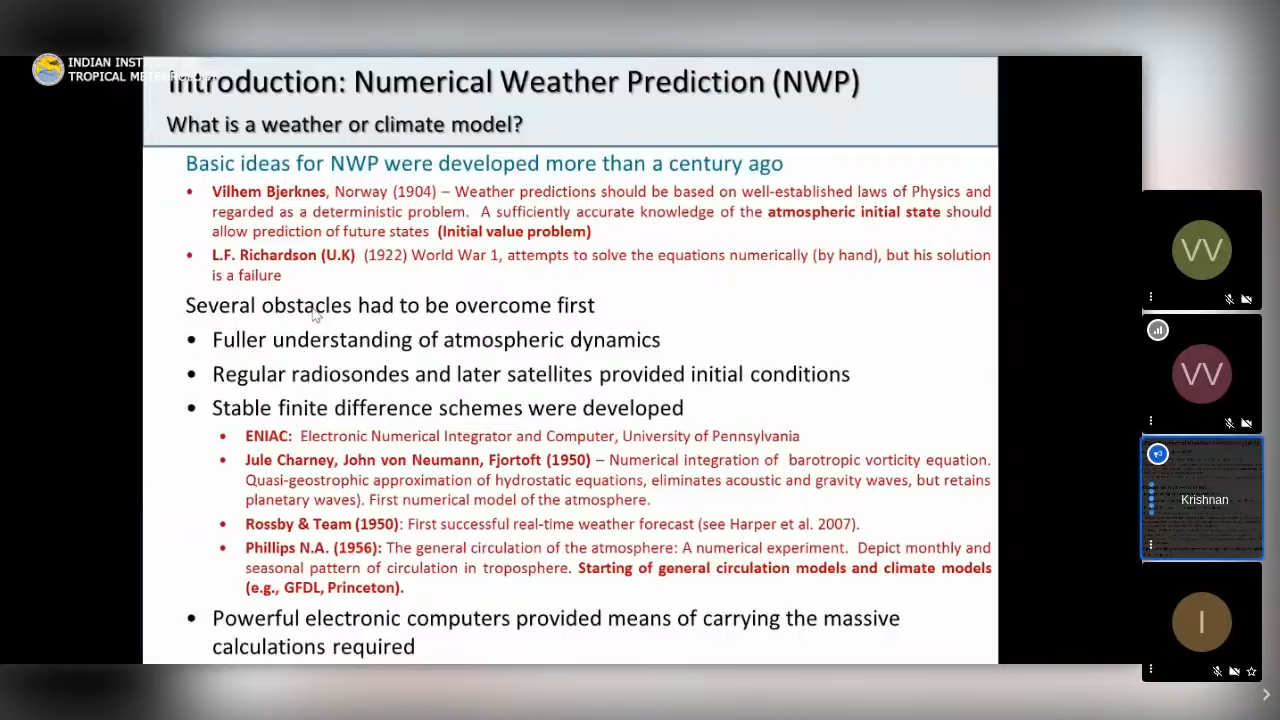 INDIAN INST
TROPICAL METEOROLOGY
Introduction: Numerical Weather Prediction (NWP)
What is a weather or climate model?
Basic ideas for NWP were developed more than a century ago
• Vilhem Bjerknes, Norway (1904) – Weather predictions should be based on well-established laws of Physics and
regarded as a deterministic problem. A sufficiently accurate knowledge of the atmospheric initial state should
allow prediction of future states (Initial value problem)
• L.F. Richardson (U.K) (1922) World War 1, attempts to solve the equations numerically (by hand), but his solution
is a failure
Several obstacles had to be overcome first
• Fuller understanding of atmospheric dynamics
• Regular radiosondes and later satellites provided initial conditions
• Stable finite difference schemes were developed
• ENIAC: Electronic Numerical Integrator and Computer, University of Pennsylvania
• Jule Charney, John von Neumann, Fjortoft (1950) – Numerical integration of barotropic vorticity equation.
Quasi-geostrophic approximation of hydrostatic equations, eliminates acoustic and gravity waves, but retains
planetary waves). First numerical model of the atmosphere.
• Rossby & Team (1950): First successful real-time weather forecast (see Harper et al. 2007).
• Phillips N.A. (1956): The general circulation of the atmosphere: A numerical experiment. Depict monthly and
seasonal pattern of circulation in troposphere. Starting of general circulation models and climate models
(e.g., GFDL, Princeton).
• Powerful electronic computers provided means of carrying the massive
calculations required
VV
VV
Krishnan
I